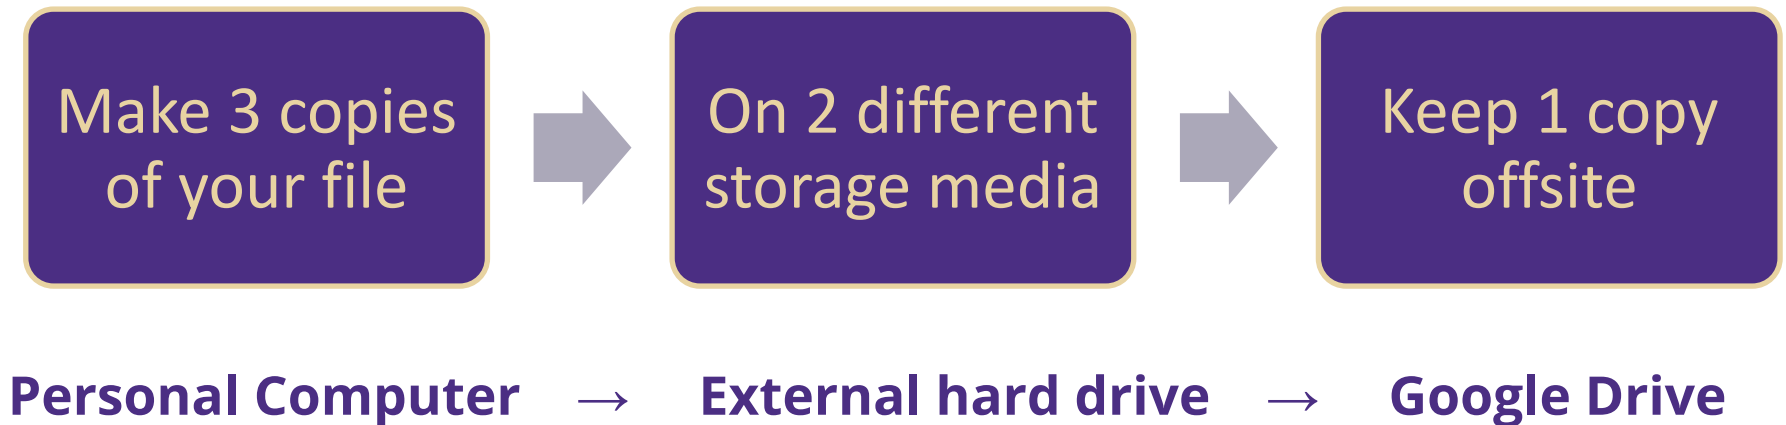 Make 3 copies
of your file
On 2 different
storage media
Keep 1 copy
offsite
Personal Computer → External hard drive → Google Drive